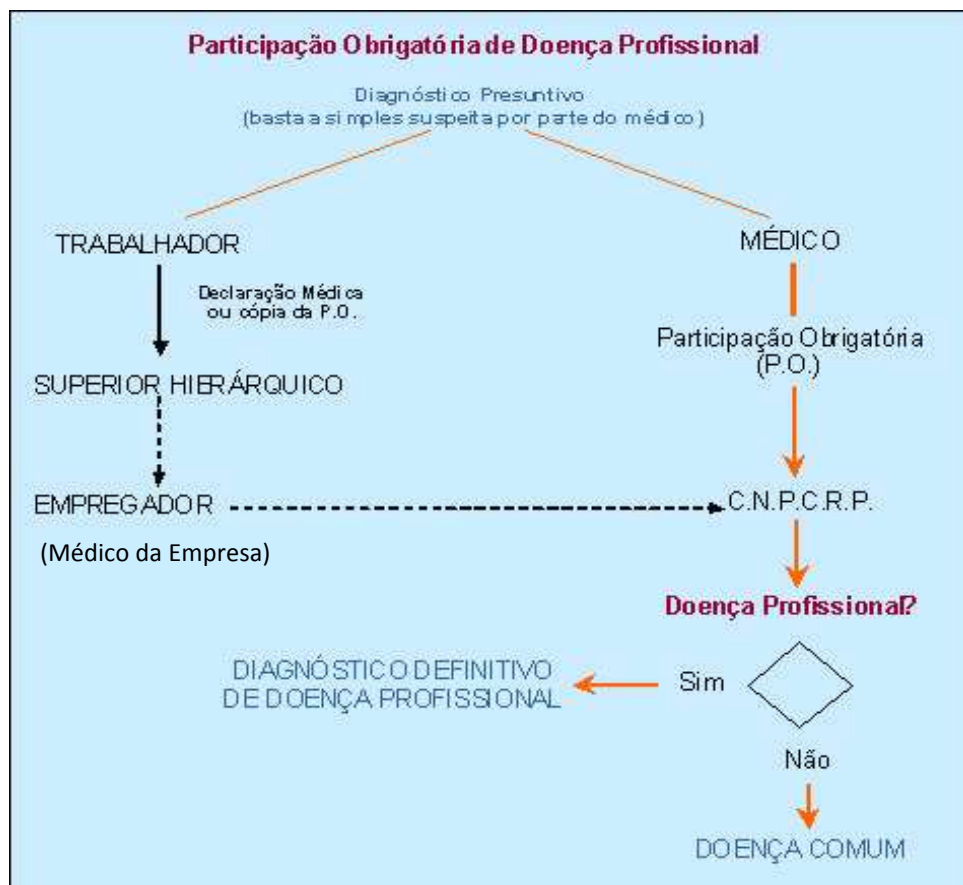 Participação Obrigatória de Doença Profissional
Diagnóstico Presuntivo
(basta a simples suspeita por parte do médico)
TRABALHADOR
MÉDICO
Declaração Médica
ou cópia da P.O.
Participação Obrigatória
(P.O.)
SUPERIOR HIERÁRQUICO
EMPREGADOR
C.N.P.C.R.P.
(Médico da Empresa)
Doença Profissional?
DIAGNÓSTICO DEFINITIVO
DE DOENÇA PROFISSIONAL
Sim
Não
DOENÇA COMUM